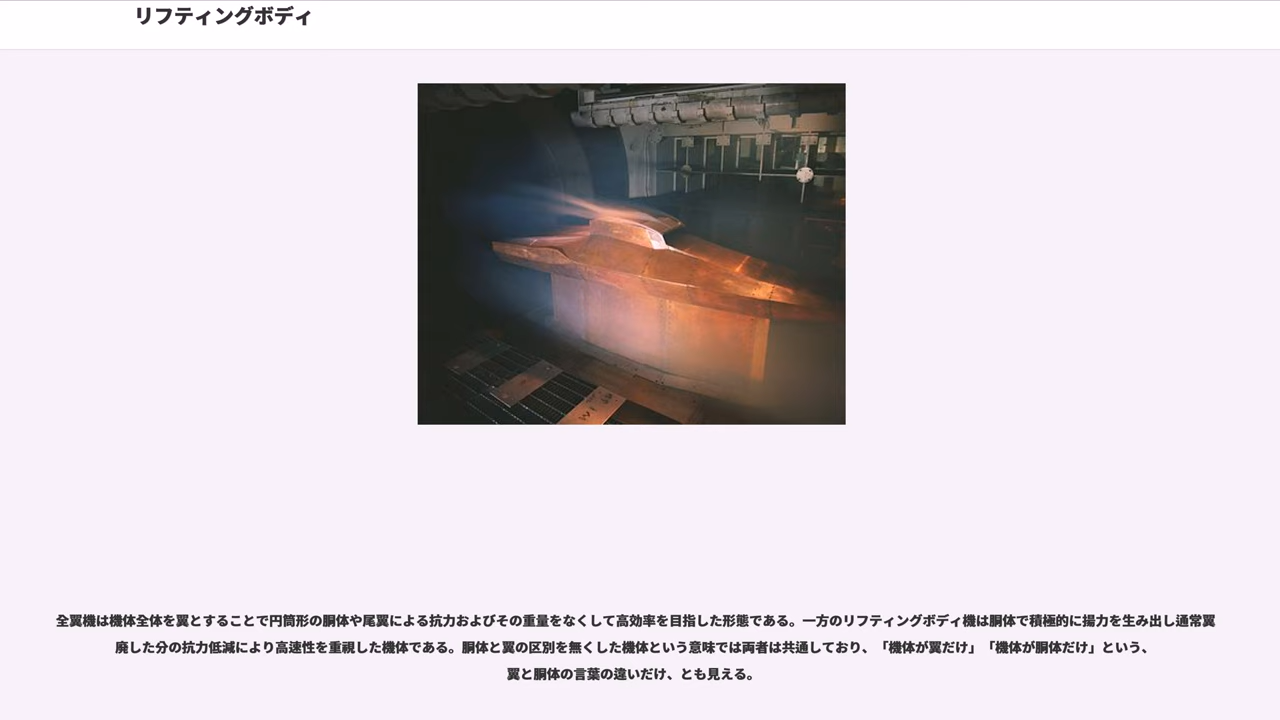 リフティングボディ
全翼機は機体全体を翼とすることで円筒形の胴体や尾翼による抗力およびその重量をなくして高効率を目指した形態である。一方のリフティングボディ機は胴体で積極的に揚力を生み出し通常翼
廃した分の抗力低減により高速性を重視した機体である。胴体と翼の区別を無くした機体という意味では両者は共通しており、「機体が翼だけ」「機体が胴体だけ」という、
翼と胴体の言葉の違いだけ、とも見える。